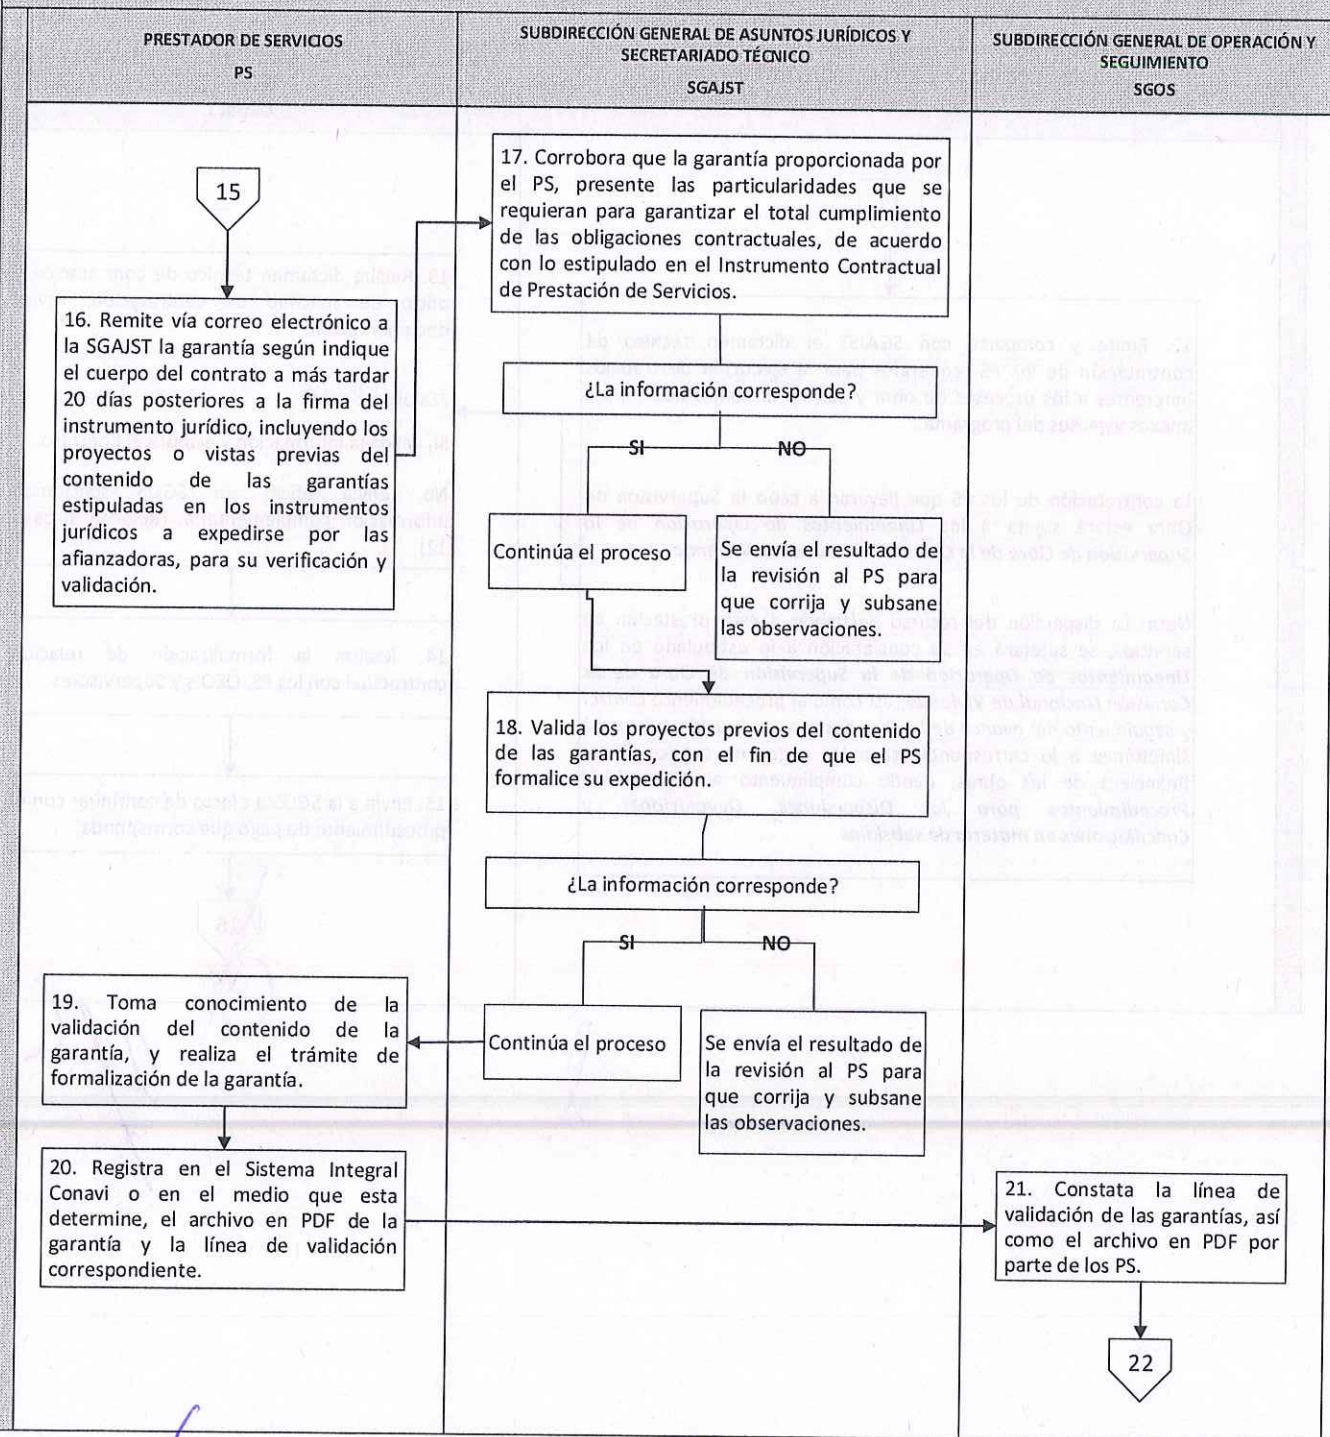 PRESTADOR DE SERVICIOS
PS
SUBDIRECCIÓN GENERAL DE ASUNTOS JURÍDICOS Y
SECRETARIADO TÉCNICO
SGAJST
SUBDIRECCIÓN GENERAL DE OPERACIÓN Y
SEGUIMIENTO
SGOS
15
16. Remite vía correo electrónico a
la SGAJST la garantía según indique
el cuerpo del contrato a más tardar
20 días posteriores a la firma del
instrumento jurídico, incluyendo los
proyectos o vistas previas del
contenido de las garantías
estipuladas en los instrumentos
jurídicos a expedirse por las
afianzadoras, para su verificación y
validación.
17. Corrobora que la garantía proporcionada por
el PS, presente las particularidades que se
requieran para garantizar el total cumplimiento
de las obligaciones contractuales, de acuerdo
con lo estipulado en el Instrumento Contractual
de Prestación de Servicios.
¿La información corresponde?
SI
NO
Continúa el proceso
Se envía el resultado de
la revisión al PS para
que corrija y subsane
las observaciones.
18. Valida los proyectos previos del contenido
de las garantías, con el fin de que el PS
formalice su expedición.
¿La información corresponde?
SI
NO
Continúa el proceso
Se envía el resultado de
la revisión al PS para
que corrija y subsane
las observaciones.
19. Toma conocimiento de la
validación del contenido de la
garantía, y realiza el trámite de
formalización de la garantía.
20. Registra en el Sistema Integral
Conavi o en el medio que esta
determine, el archivo en PDF de la
garantía y la línea de validación
correspondiente.
21. Constata la línea de
validación de las garantías, así
como el archivo en PDF por
parte de los PS.
22